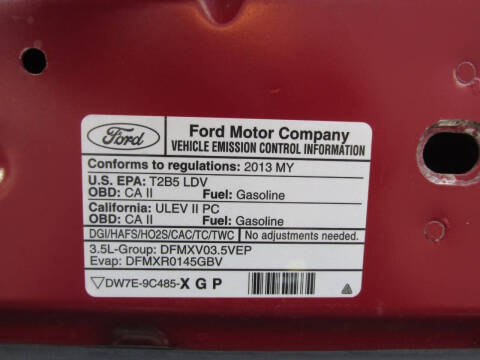 Ford
Ford Motor Company
VEHICLE EMISSION CONTROL INFORMATION
Conforms to regulations: 2013 MY
U.S. EPA: T2B5 LDV
OBD: CA II Fuel: Gasoline
California: ULEV II PC
OBD: CA II Fuel: Gasoline
DGI/HAFS/HO2S/CAC/TC/TWC No adjustments needed.
3.5L-Group: DFMXV03.5VEP
Evap: DFMXR0145GBV
DW7E-9C485-X G P